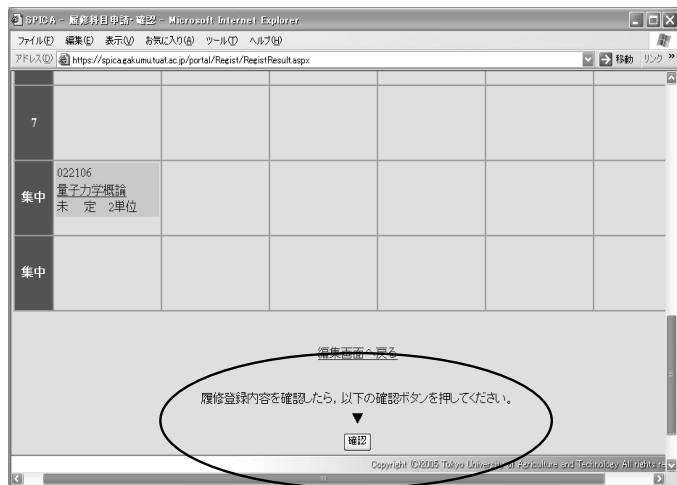 SPICA - 履修科目申請・確認 - Microsoft Internet Explorer
ファイル(F) 編集(E) 表示(V) お気に入り(A) ツール(T) ヘルプ(H)
アドレス(D) https://spica.gakumu.tuat.ac.jp/portal/Regist/RegistResult.aspx 移動 リンク »
7
集中
022106
量子力学概論
未 定 2単位
集中
編集画面へ戻る
履修登録内容を確認したら、以下の確認ボタンを押してください。
▼
確認
Copyright (C)2005 Tokyo University of Agriculture and Technology All rights re